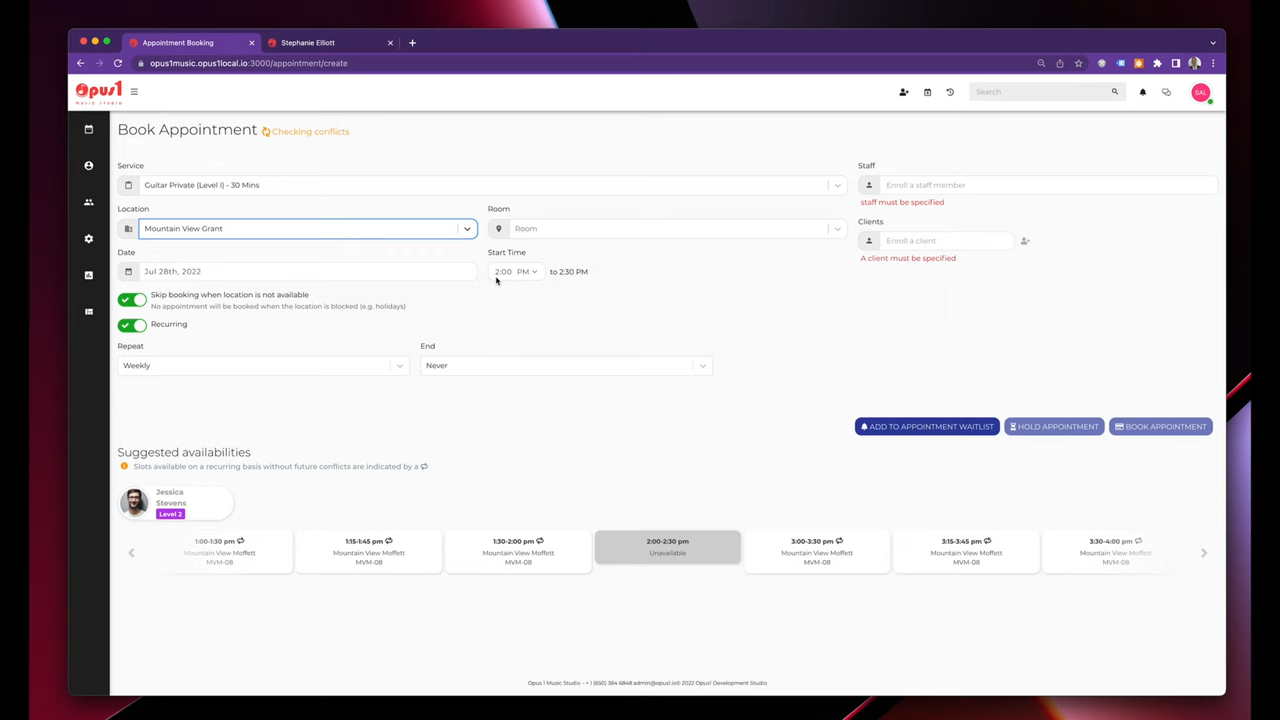 Appointment Booking
Stephanie Elliott
opus1music.opus1local.io:3000/appointment/create
Opus1
music studio
Search
SAL
Book Appointment
Checking conflicts
Service
Guitar Private (Level I) - 30 Mins
Staff
Enroll a staff member
staff must be specified
Location
Mountain View Grant
Room
Room
Clients
Enroll a client
A client must be specified
Date
Jul 28th, 2022
Start Time
2:00 PM to 2:30 PM
Skip booking when location is not available
No appointment will be booked when the location is blocked (e.g. holidays)
Recurring
Repeat
Weekly
End
Never
ADD TO APPOINTMENT WAITLIST
HOLD APPOINTMENT
BOOK APPOINTMENT
Suggested availabilities
Slots available on a recurring basis without future conflicts are indicated by a
Jessica
Stevens
Level 2
1:00-1:30 pm
Mountain View Moffett
MVM-08
1:15-1:45 pm
Mountain View Moffett
MVM-08
1:30-2:00 pm
Mountain View Moffett
MVM-08
2:00-2:30 pm
Unavailable
3:00-3:30 pm
Mountain View Moffett
MVM-08
3:15-3:45 pm
Mountain View Moffett
MVM-08
3:30-4:00 pm
Mountain View Moffett
MVM-08
Opus 1 Music Studio - + 1 (650) 384 6848 admin@opus1.io© 2022 Opus1 Development Studio